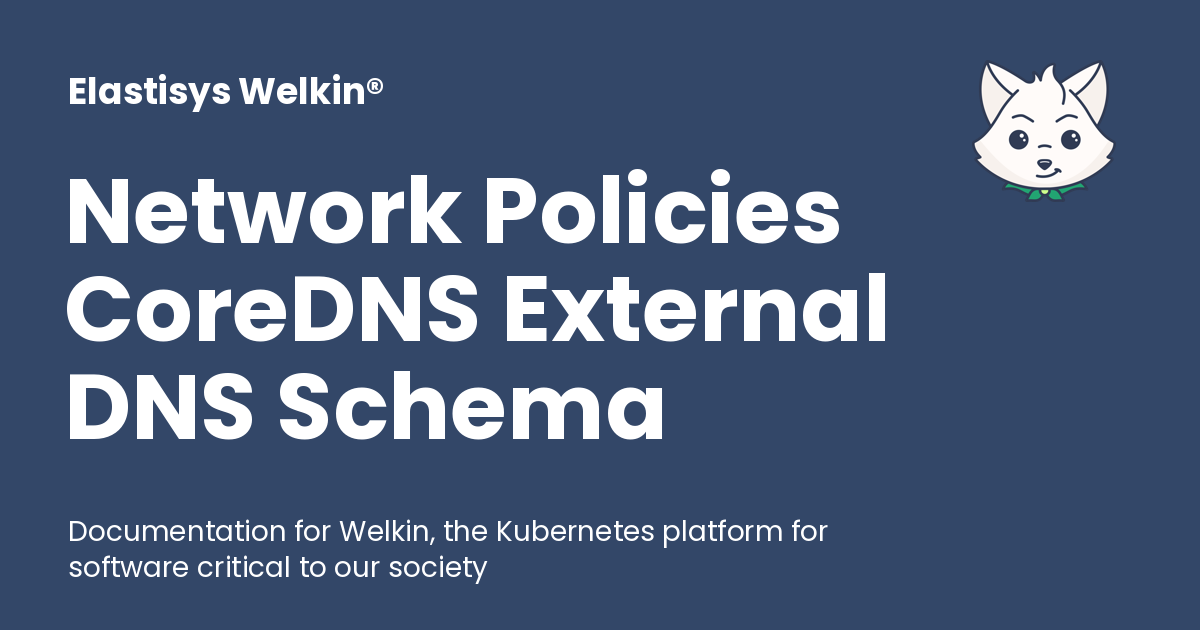 Elastisys Welkin®
Network Policies
CoreDNS External
DNS Schema
Documentation for Welkin, the Kubernetes platform for
software critical to our society